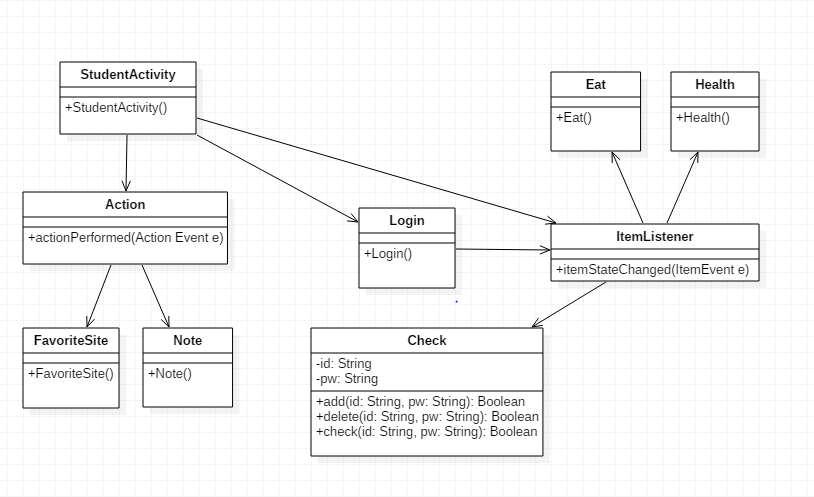 StudentActivity
+StudentActivity()
Eat
+Eat()
Health
+Health()
Action
+actionPerformed(Action Event e)
Login
+Login()
ItemListener
+itemStateChanged(ItemEvent e)
FavoriteSite
+FavoriteSite()
Note
+Note()
Check
-id: String
-pw: String
+add(id: String, pw: String): Boolean
+delete(id: String, pw: String): Boolean
+check(id: String, pw: String): Boolean